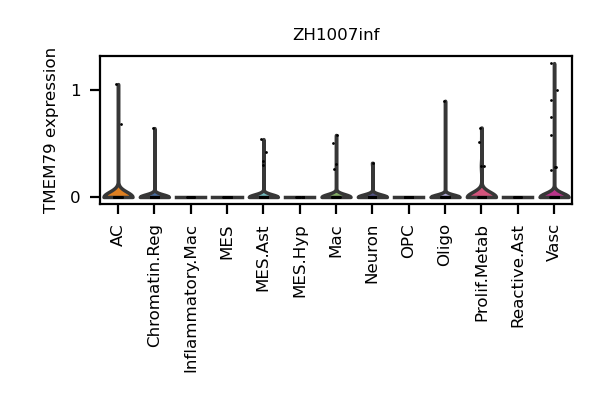 ZH1007inf
TMEM79 expression
1
0
AC
Chromatin.Reg
Inflammatory.Mac
MES
MES.Ast
MES.Hyp
Mac
Neuron
OPC
Oligo
Prolif.Metab
Reactive.Ast
Vasc